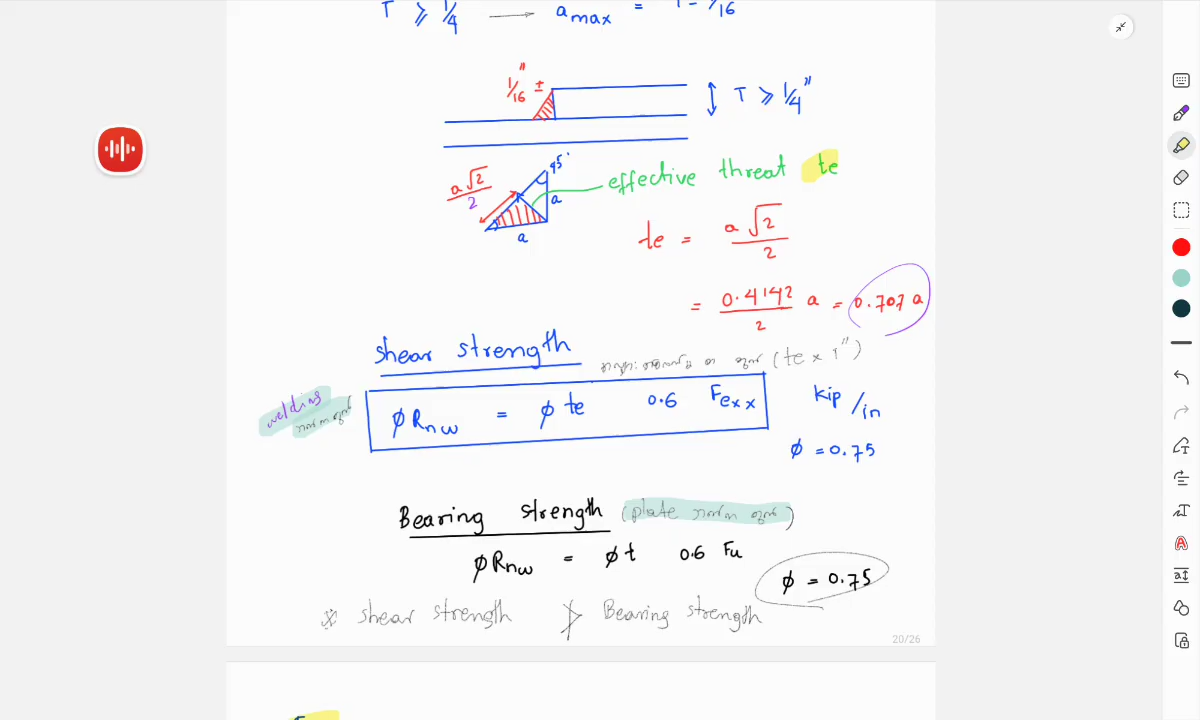 T ⩾ 1/4 → a max =
1/16 " ±
T ⩾ 1/4"
45°
a√2/2
a
a
effective threat te
te = a√2/2
= 0.4142/2 a = 0.707 a
shear strength
(te x 1")
welding
φRnw = φ te 0.6 Fexx kip/in
φ = 0.75
Bearing strength (plate
φRnw = φt 0.6 Fu
φ = 0.75
※ shear strength ≯ Bearing strength
20/26